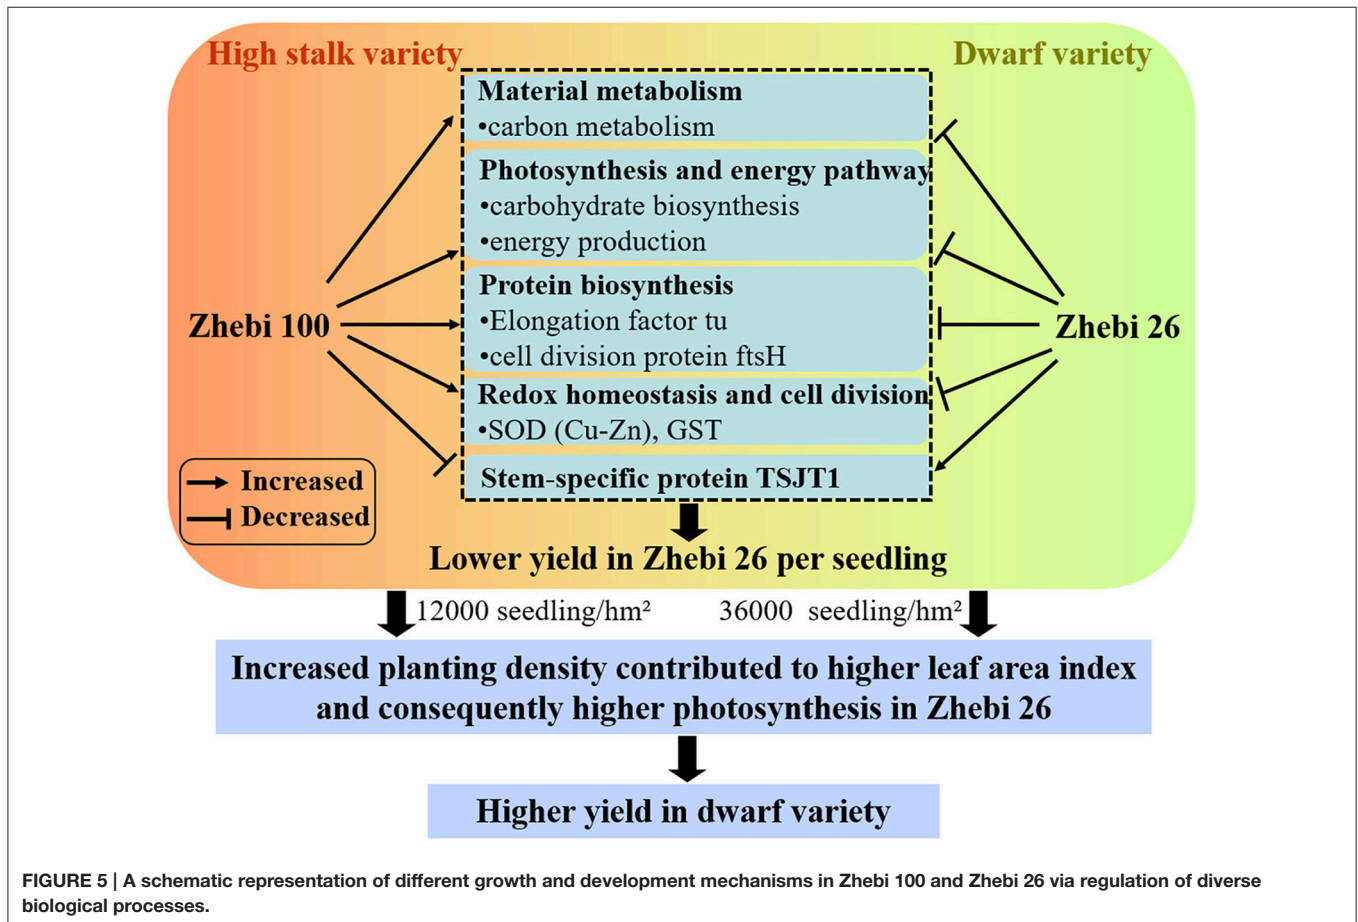 High stalk variety
Dwarf variety
Material metabolism
•carbon metabolism
Photosynthesis and energy pathway
•carbohydrate biosynthesis
•energy production
Protein biosynthesis
•Elongation factor tu
•cell division protein ftsH
Redox homeostasis and cell division
•SOD (Cu-Zn), GST
Stem-specific protein TSJT1
Zhebi 100
Zhebi 26
Increased
Decreased
Lower yield in Zhebi 26 per seedling
12000 seedling/hm²
36000 seedling/hm²
Increased planting density contributed to higher leaf area index
and consequently higher photosynthesis in Zhebi 26
Higher yield in dwarf variety
FIGURE 5 | A schematic representation of different growth and development mechanisms in Zhebi 100 and Zhebi 26 via regulation of diverse
biological processes.